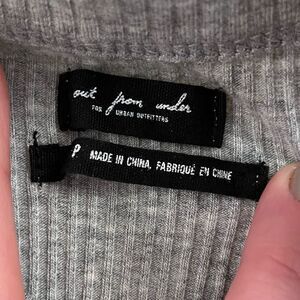 out from under
FOR URBAN OUTFITTERS
P MADE IN CHINA, FABRIQUÉ EN CHINE